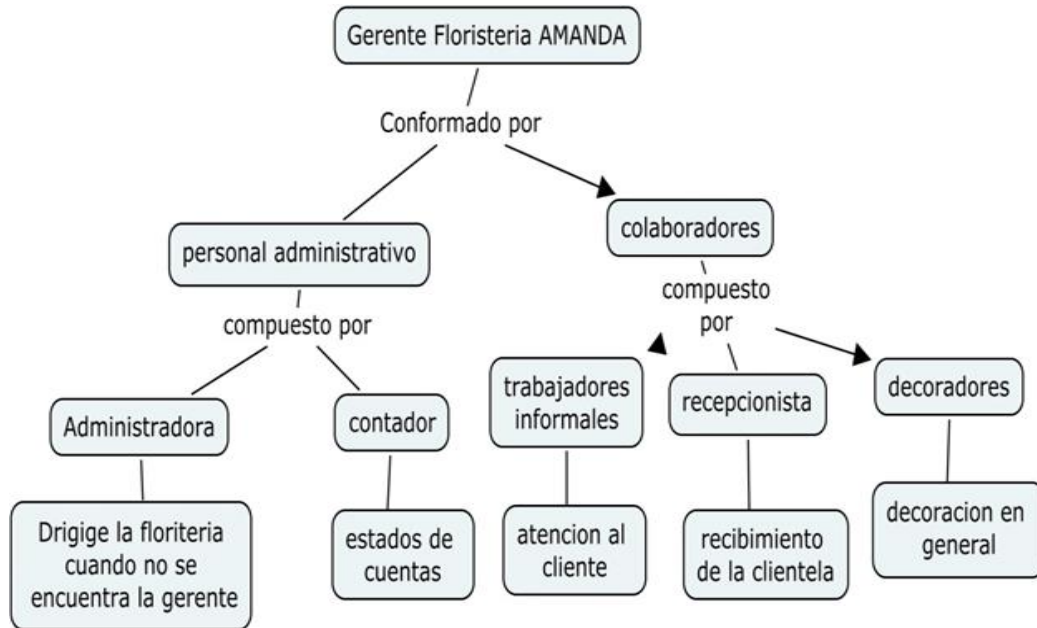 Gerente Floristeria AMANDA
Conformado por
personal administrativo
colaboradores
compuesto por
compuesto
por
Administradora
contador
trabajadores
informales
recepcionista
decoradores
Drigige la floriteria
cuando no se
encuentra la gerente
estados de
cuentas
atencion al
cliente
recibimiento
de la clientela
decoracion en
general